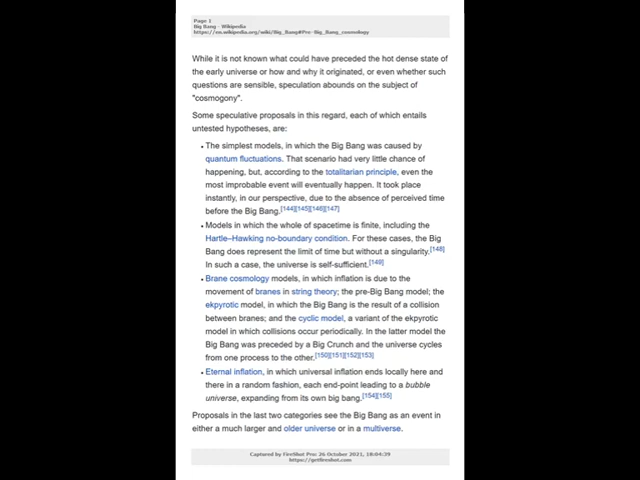 Page 1
Big Bang - Wikipedia
https://en.wikipedia.org/wiki/Big_Bang#Pre-Big_Bang_cosmology
While it is not known what could have preceded the hot dense state of
the early universe or how and why it originated, or even whether such
questions are sensible, speculation abounds on the subject of
"cosmogony".
Some speculative proposals in this regard, each of which entails
untested hypotheses, are:
• The simplest models, in which the Big Bang was caused by
quantum fluctuations. That scenario had very little chance of
happening, but, according to the totalitarian principle, even the
most improbable event will eventually happen. It took place
instantly, in our perspective, due to the absence of perceived time
before the Big Bang.[144][145][146][147]
• Models in which the whole of spacetime is finite, including the
Hartle–Hawking no-boundary condition. For these cases, the Big
Bang does represent the limit of time but without a singularity.[148]
In such a case, the universe is self-sufficient.[149]
• Brane cosmology models, in which inflation is due to the
movement of branes in string theory; the pre-Big Bang model; the
ekpyrotic model, in which the Big Bang is the result of a collision
between branes; and the cyclic model, a variant of the ekpyrotic
model in which collisions occur periodically. In the latter model the
Big Bang was preceded by a Big Crunch and the universe cycles
from one process to the other.[150][151][152][153]
• Eternal inflation, in which universal inflation ends locally here and
there in a random fashion, each end-point leading to a bubble
universe, expanding from its own big bang.[154][155]
Proposals in the last two categories see the Big Bang as an event in
either a much larger and older universe or in a multiverse.
Captured by FireShot Pro: 26 October 2021, 18:04:39
https://getfireshot.com